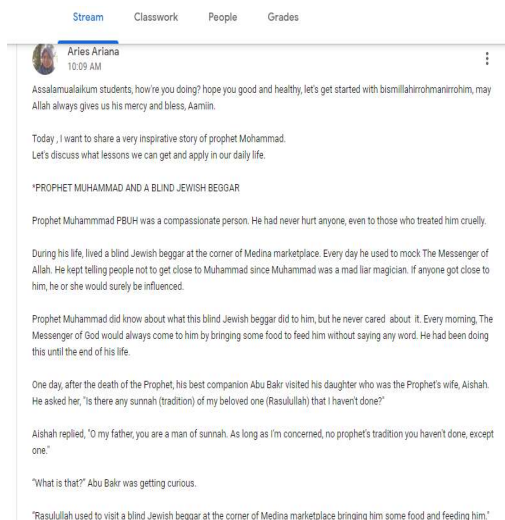 Stream Classwork People Grades
Aries Ariana
10:09 AM
Assalamualaikum students, how're you doing? hope you good and healthy, let's get started with bismillahirrohmanirrohim, may
Allah always gives us his mercy and bless, Aamiin.
Today , I want to share a very inspirative story of prophet Mohammad.
Let's discuss what lessons we can get and apply in our daily life.
*PROPHET MUHAMMAD AND A BLIND JEWISH BEGGAR
Prophet Muhammmad PBUH was a compassionate person. He had never hurt anyone, even to those who treated him cruelly.
During his life, lived a blind Jewish beggar at the corner of Medina marketplace. Every day he used to mock The Messenger of
Allah. He kept telling people not to get close to Muhammad since Muhammad was a mad liar magician. If anyone got close to
him, he or she would surely be influenced.
Prophet Muhammad did know about what this blind Jewish beggar did to him, but he never cared about it. Every morning, The
Messenger of God would always come to him by bringing some food to feed him without saying any word. He had been doing
this until the end of his life.
One day, after the death of the Prophet, his best companion Abu Bakr visited his daughter who was the Prophet's wife, Aishah.
He asked her, "Is there any sunnah (tradition) of my beloved one (Rasulullah) that I haven't done?"
Aishah replied, "O my father, you are a man of sunnah. As long as I'm concerned, no prophet's tradition you haven't done, except
one."
"What is that?" Abu Bakr was getting curious.
"Rasulullah used to visit a blind Jewish beggar at the corner of Medina marketplace bringing him some food and feeding him."